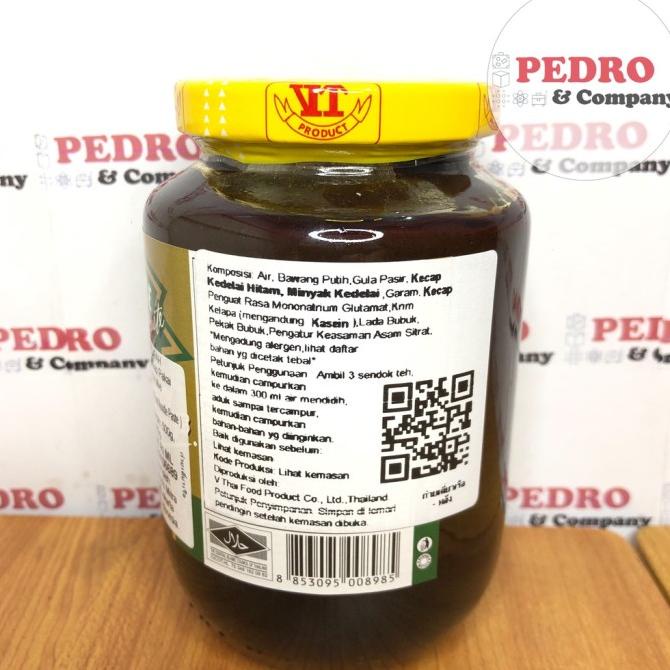 PEDRO
& Company
VT
PRODUCT
PEDRO
& Company
PEDRO
& Company
Komposisi: Air, Bawang Putih,Gula Pasir, Kecap
Kedelai Hitam, Minyak Kedelai ,Garam, Kecap
Penguat Rasa Mononatrium Glutamat,Krim
Kelapa (mengandung Kasein ),Lada Bubuk,
Pekak Bubuk,Pengatur Keasaman Asam Sitrat.
"Mengadung alergen,lihat daftar
bahan yg dicetak tebal"
Petunjuk Penggunaan Ambil 3 sendok teh,
kemudian campurkan
ke dalam 300 ml air mendidih,
aduk sampai tercampur,
kemudian campurkan
bahan-bahan yg diinginkan.
Baik digunakan sebelum:
Lihat kemasan
Kode Produksi: Lihat kemasan
Diproduksi oleh:
V Thai Food Product Co., Ltd.,Thailand
Petunjuk Penyimpanan. Simpan di lemari
pendingin setelah kemasan dibuka.
حلال
8 853095 008985
PEDRO
& Company
PEDRO
& Company
PEDRO
& Company